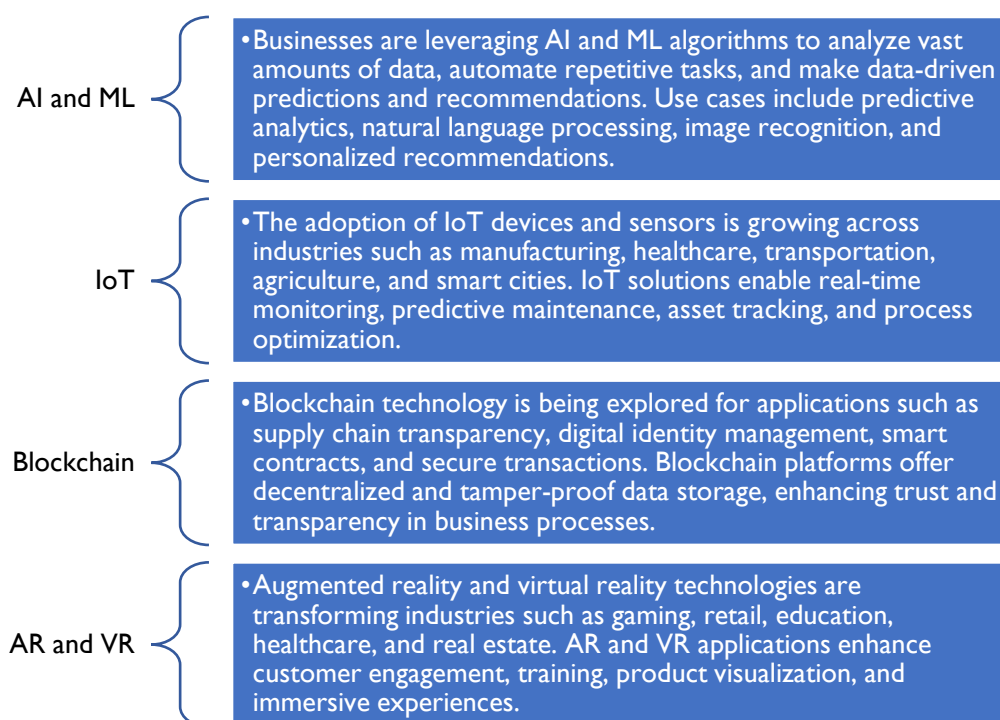 AI and ML
•Businesses are leveraging AI and ML algorithms to analyze vast
amounts of data, automate repetitive tasks, and make data-driven
predictions and recommendations. Use cases include predictive
analytics, natural language processing, image recognition, and
personalized recommendations.
IoT
•The adoption of IoT devices and sensors is growing across
industries such as manufacturing, healthcare, transportation,
agriculture, and smart cities. IoT solutions enable real-time
monitoring, predictive maintenance, asset tracking, and process
optimization.
Blockchain
•Blockchain technology is being explored for applications such as
supply chain transparency, digital identity management, smart
contracts, and secure transactions. Blockchain platforms offer
decentralized and tamper-proof data storage, enhancing trust and
transparency in business processes.
AR and VR
•Augmented reality and virtual reality technologies are
transforming industries such as gaming, retail, education,
healthcare, and real estate. AR and VR applications enhance
customer engagement, training, product visualization, and
immersive experiences.